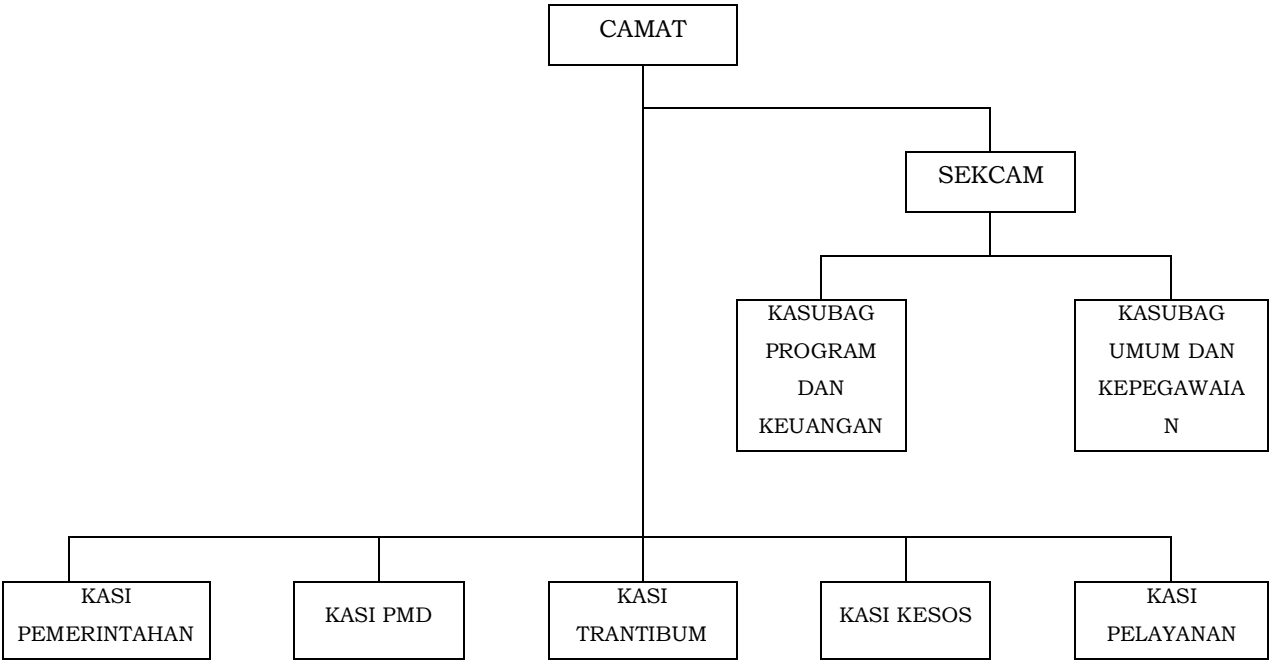 CAMAT
SEKCAM
KASUBAG
PROGRAM
DAN
KEUANGAN
KASUBAG
UMUM DAN
KEPEGAWAIA
N
KASI
PEMERINTAHAN
KASI PMD
KASI
TRANTIBUM
KASI KESOS
KASI
PELAYANAN